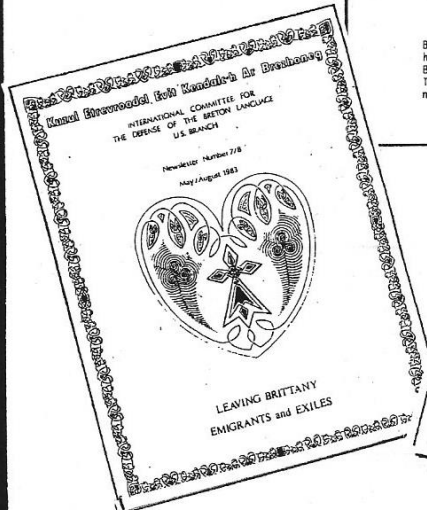 Kuzul Etrevroadel Evit Kendalc'h Ar Brezhoneg
INTERNATIONAL COMMITTEE FOR
THE DEFENSE OF THE BRETON LANGUAGE
U.S. BRANCH
Newsletter Number 7/8
May / August 1983
LEAVING BRITTANY
EMIGRANTS and EXILES